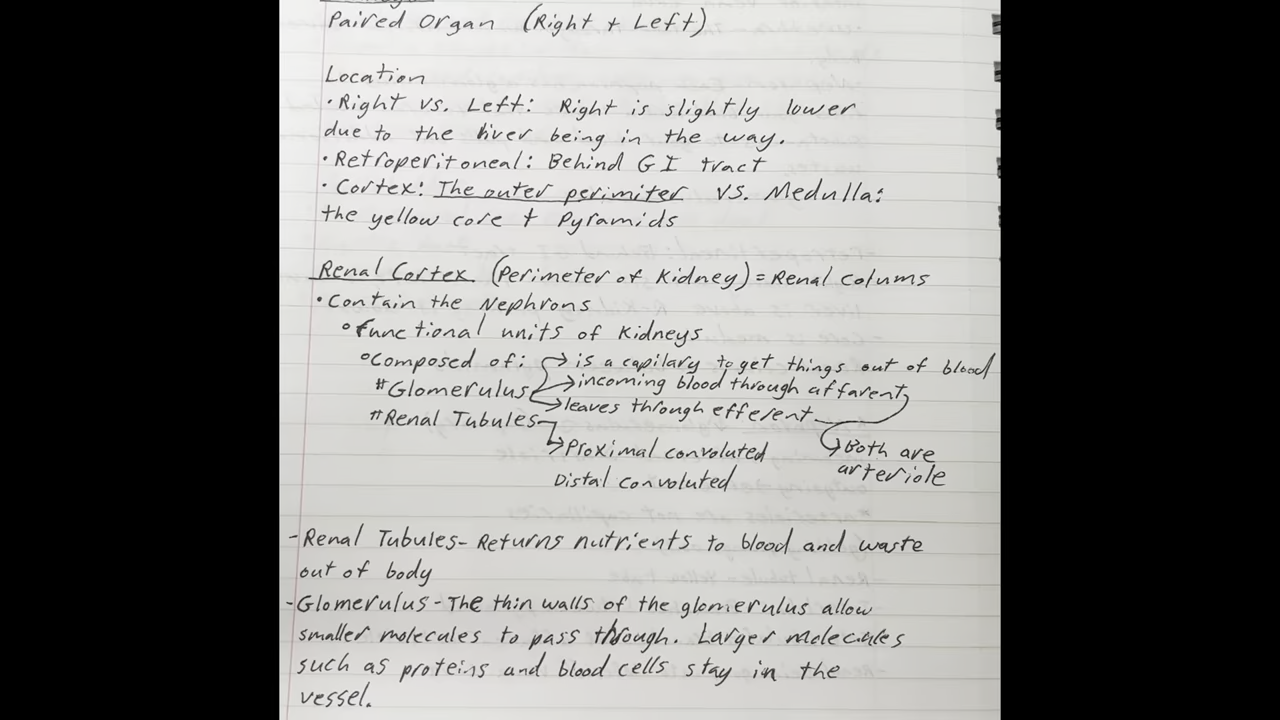 Paired Organ (Right + Left)
Location
• Right vs. Left: Right is slightly lower
due to the liver being in the way.
• Retroperitoneal: Behind GI tract
• Cortex: The outer perimiter vs. Medulla:
the yellow core + Pyramids
Renal Cortex (Perimeter of Kidney) = Renal Colums
• Contain the Nephrons
° Functional units of Kidneys
° Composed of: → is a capilary to get things out of blood
# Glomerulus → incoming blood through affarent
→ leaves through efferent
# Renal Tubules
→ Both are
arteriole
→ Proximal convoluted
Distal convoluted
- Renal Tubules - Returns nutrients to blood and waste
out of body
- Glomerulus - The thin walls of the glomerulus allow
smaller molecules to pass through. Larger molecules
such as proteins and blood cells stay in the
vessel.